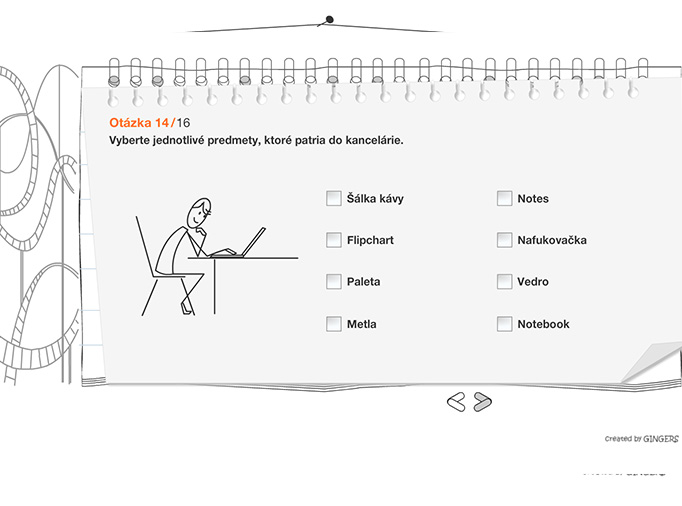 Otázka 14/16
Vyberte jednotlivé predmety, ktoré patria do kancelárie.
Šálka kávy
Notes
Flipchart
Nafukovačka
Paleta
Vedro
Metla
Notebook
Created by GINGERS